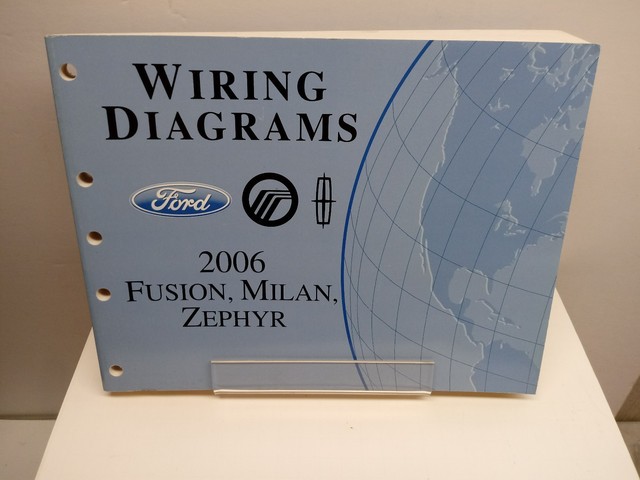 WIRING
DIAGRAMS
Ford
2006
FUSION, MILAN,
ZEPHYR